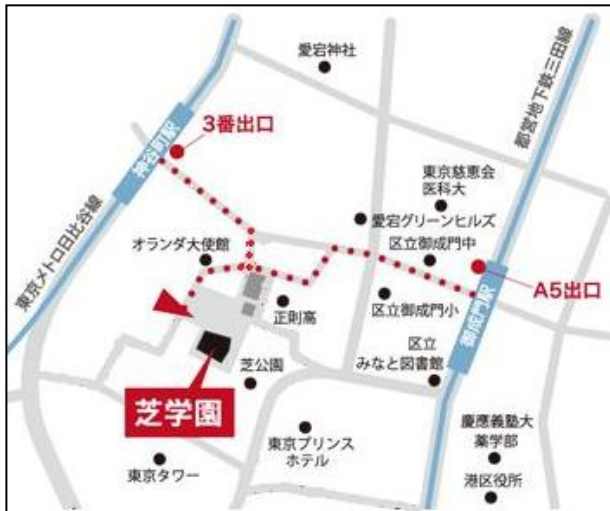 愛宕神社
都営地下鉄三田線
3番出口
神谷町駅
東京慈恵会
医科大
愛宕グリーンヒルズ
オランダ大使館
区立御成門中
東京メトロ日比谷線
A5出口
正則高
区立御成門小
御成門駅
区立
みなと図書館
芝公園
芝学園
慶應義塾大
薬学部
東京プリンス
ホテル
東京タワー
港区役所